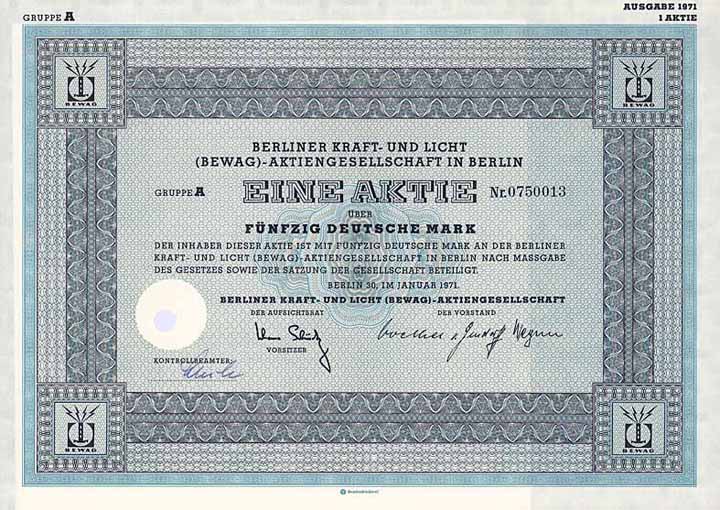 GRUPPE A
AUSGABE 1971
1 AKTIE
BEWAG
BEWAG
BERLINER KRAFT- UND LICHT
(BEWAG)-AKTIENGESELLSCHAFT IN BERLIN
GRUPPE A EINE AKTIE Nr. 0750013
ÜBER
FÜNFZIG DEUTSCHE MARK
DER INHABER DIESER AKTIE IST MIT FÜNFZIG DEUTSCHE MARK AN DER BERLINER
KRAFT- UND LICHT (BEWAG)-AKTIENGESELLSCHAFT IN BERLIN NACH MASSGABE
DES GESETZES SOWIE DER SATZUNG DER GESELLSCHAFT BETEILIGT.
BERLIN 30, IM JANUAR 1971.
BERLINER KRAFT- UND LICHT (BEWAG)-AKTIENGESELLSCHAFT
DER AUFSICHTSRAT DER VORSTAND
VORSITZER
KONTROLLBEAMTER:
BEWAG
BEWAG